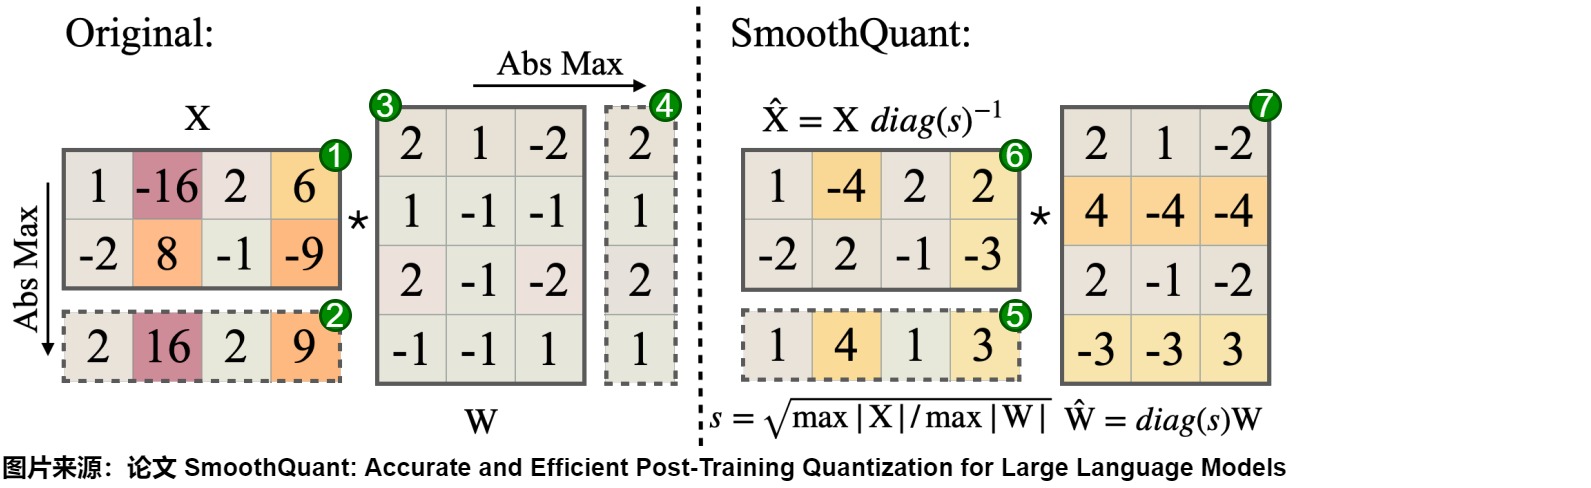 Original:
Abs Max
X
Abs Max
1 -16 2 6
-2 8 -1 -9
1
2 16 2 9
2
*
3
2 1 -2
1 -1 -1
2 -1 -2
-1 -1 1
W
4
2
1
2
1
SmoothQuant:
X̂ = X diag(s)⁻¹
6
1 -4 2 2
-2 2 -1 -3
5
1 4 1 3
s = √max |X| / max |W|
*
7
2 1 -2
4 -4 -4
2 -1 -2
-3 -3 3
Ŵ = diag(s)W
图片来源：论文 SmoothQuant: Accurate and Efficient Post-Training Quantization for Large Language Models